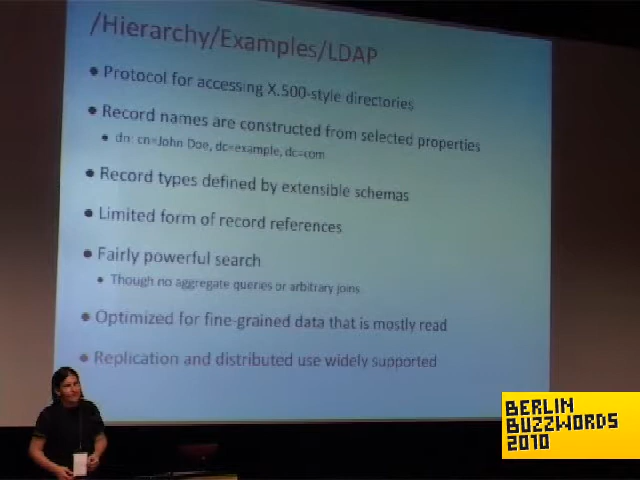 /Hierarchy/Examples/LDAP
• Protocol for accessing X.500-style directories
• Record names are constructed from selected properties
• dn: cn=John Doe, dc=example, dc=com
• Record types defined by extensible schemas
• Limited form of record references
• Fairly powerful search
• Though no aggregate queries or arbitrary joins
• Optimized for fine-grained data that is mostly read
• Replication and distributed use widely supported
BERLIN
BUZZWORDS
2010